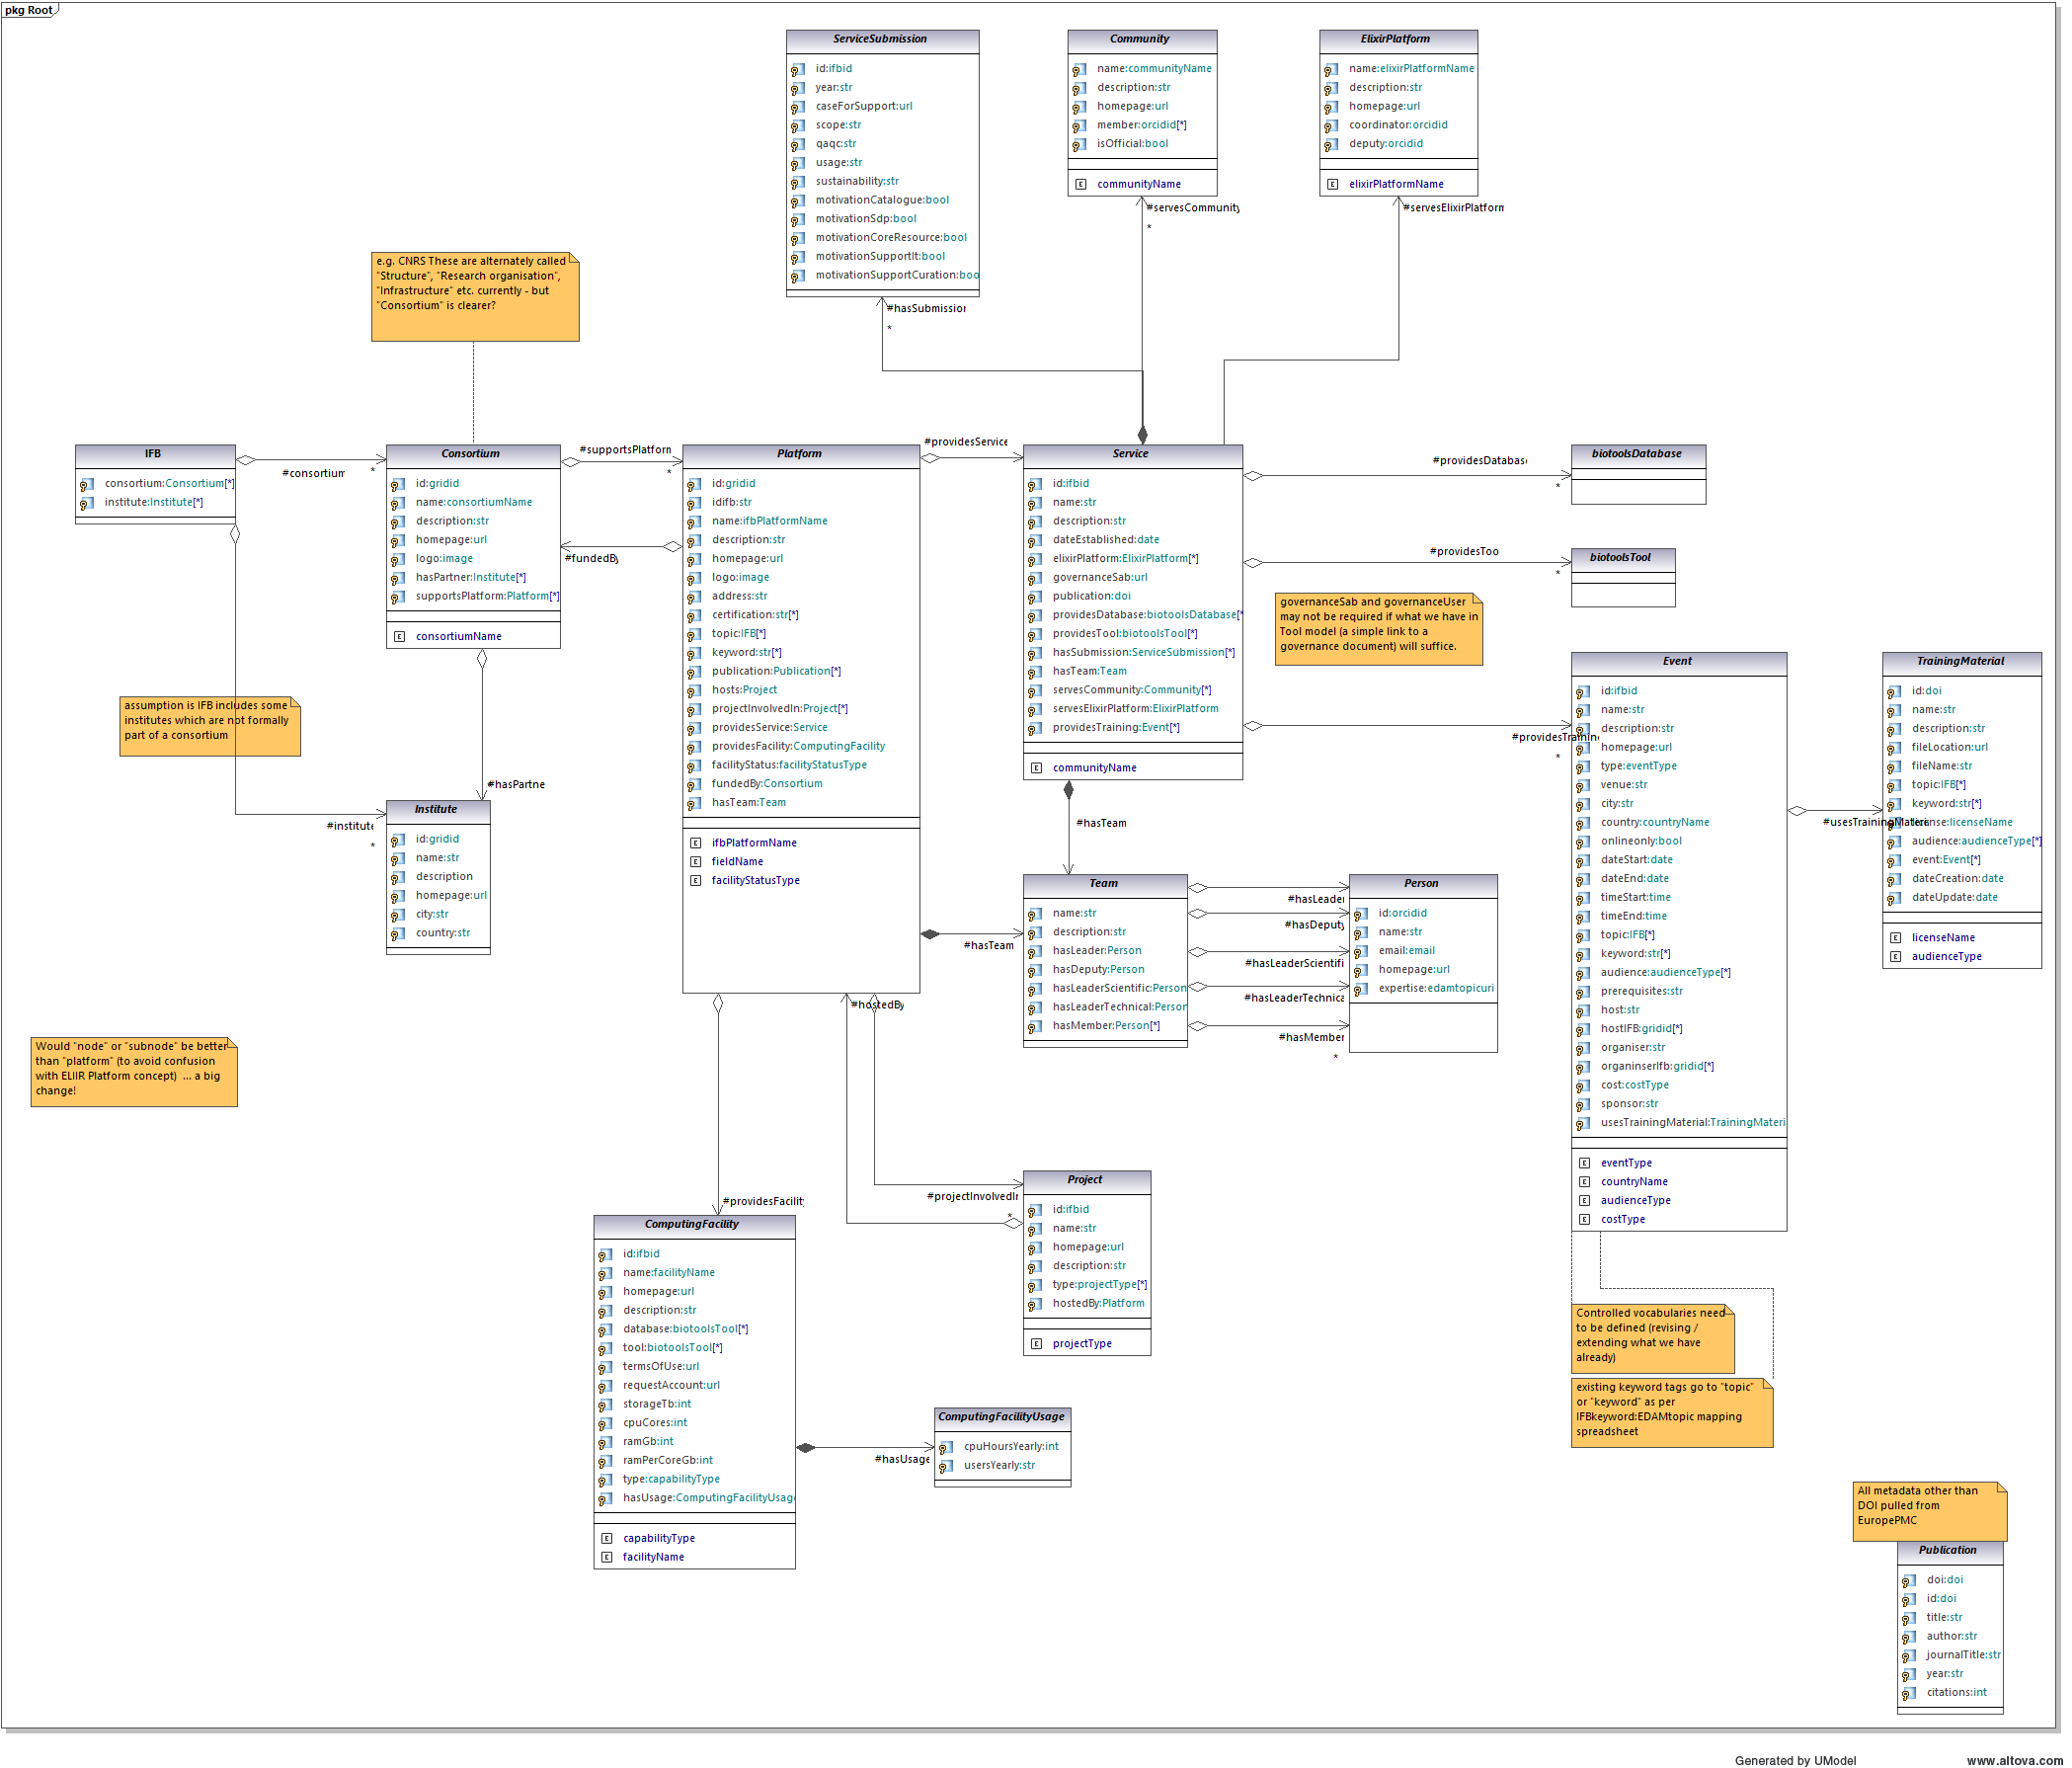 pkg Root
ServiceSubmission
id:ifbid
year:str
caseForSupport:url
scope:str
qaqc:str
usage:str
sustainability:str
motivationCatalogue:bool
motivationSdp:bool
motivationCoreResource:bool
motivationSupportIt:bool
motivationSupportCuration:boo
#hasSubmission
*
Community
name:communityName
description:str
homepage:url
member:orcidid[*]
isOfficial:bool
communityName
#servesCommunity
*
ElixirPlatform
name:elixirPlatformName
description:str
homepage:url
coordinator:orcidid
deputy:orcidid
elixirPlatformName
#servesElixirPlatform
e.g. CNRS These are alternately called
"Structure", "Research organisation",
"Infrastructure" etc. currently - but
"Consortium" is clearer?
IFB
consortium:Consortium[*]
institute:Institute[*]
#consortium
*
Consortium
id:gridid
name:consortiumName
description:str
homepage:url
logo:image
hasPartner:Institute[*]
supportsPlatform:Platform[*]
consortiumName
#supportsPlatform
*
#fundedBy
Platform
id:gridid
idifb:str
name:ifbPlatformName
description:str
homepage:url
logo:image
address:str
certification:str[*]
topic:IFB[*]
keyword:str[*]
publication:Publication[*]
hosts:Project
projectInvolvedIn:Project[*]
providesService:Service
providesFacility:ComputingFacility
facilityStatus:facilityStatusType
fundedBy:Consortium
hasTeam:Team
ifbPlatformName
fieldName
facilityStatusType
#providesService
Service
id:ifbid
name:str
description:str
dateEstablished:date
elixirPlatform:ElixirPlatform[*]
governanceSab:url
publication:doi
providesDatabase:biotoolsDatabase[*
providesTool:biotoolsTool[*]
hasSubmission:ServiceSubmission[*]
hasTeam:Team
servesCommunity:Community[*]
servesElixirPlatform:ElixirPlatform
providesTraining:Event[*]
communityName
#providesDatabase
*
biotoolsDatabase
#providesToo
*
biotoolsTool
governanceSab and governanceUser
may not be required if what we have in
Tool model (a simple link to a
governance document) will suffice.
#providesTraining
*
Event
id:ifbid
name:str
description:str
homepage:url
type:eventType
venue:str
city:str
country:countryName
onlineonly:bool
dateStart:date
dateEnd:date
timeStart:time
timeEnd:time
topic:IFB[*]
keyword:str[*]
audience:audienceType[*]
prerequisites:str
host:str
hostIFB:gridid[*]
organiser:str
organinserIfb:gridid[*]
cost:costType
sponsor:str
usesTrainingMaterial:TrainingMateri
eventType
countryName
audienceType
costType
#usesTrainingMateri
TrainingMaterial
id:doi
name:str
description:str
fileLocation:url
fileName:str
topic:IFB[*]
keyword:str[*]
license:licenseName
audience:audienceType[*]
event:Event[*]
dateCreation:date
dateUpdate:date
licenseName
audienceType
assumption is IFB includes some
institutes which are not formally
part of a consortium
#hasPartne
#institute
*
Institute
id:gridid
name:str
description
homepage:url
city:str
country:str
#hasTeam
#hasTeam
Team
name:str
description:str
hasLeader:Person
hasDeputy:Person
hasLeaderScientific:Person
hasLeaderTechnical:Person
hasMember:Person[*]
#hasLeader
#hasDeputy
#hasLeaderScientifi
#hasLeaderTechnica
#hasMember
*
Person
id:orcidid
name:str
email:email
homepage:url
expertise:edamtopicuri
Would "node" or "subnode" be better
than "platform" (to avoid confusion
with ELIIR Platform concept)  ... a big
change!
#hostedBy
#projectInvolvedIr
*
#providesFacilit
Project
id:ifbid
name:str
homepage:url
description:str
type:projectType[*]
hostedBy:Platform
projectType
ComputingFacility
id:ifbid
name:facilityName
homepage:url
description:str
database:biotoolsTool[*]
tool:biotoolsTool[*]
termsOfUse:url
requestAccount:url
storageTb:int
cpuCores:int
ramGb:int
ramPerCoreGb:int
type:capabilityType
hasUsage:ComputingFacilityUsage
capabilityType
facilityName
#hasUsage
ComputingFacilityUsage
cpuHoursYearly:int
usersYearly:str
Controlled vocabularies need
to be defined (revising /
extending what we have
already)
existing keyword tags go to "topic"
or "keyword" as per
IFBkeyword:EDAMtopic mapping
spreadsheet
All metadata other than
DOI pulled from
EuropePMC
Publication
doi:doi
id:doi
title:str
author:str
journalTitle:str
year:str
citations:int
Generated by UModel
www.altova.com